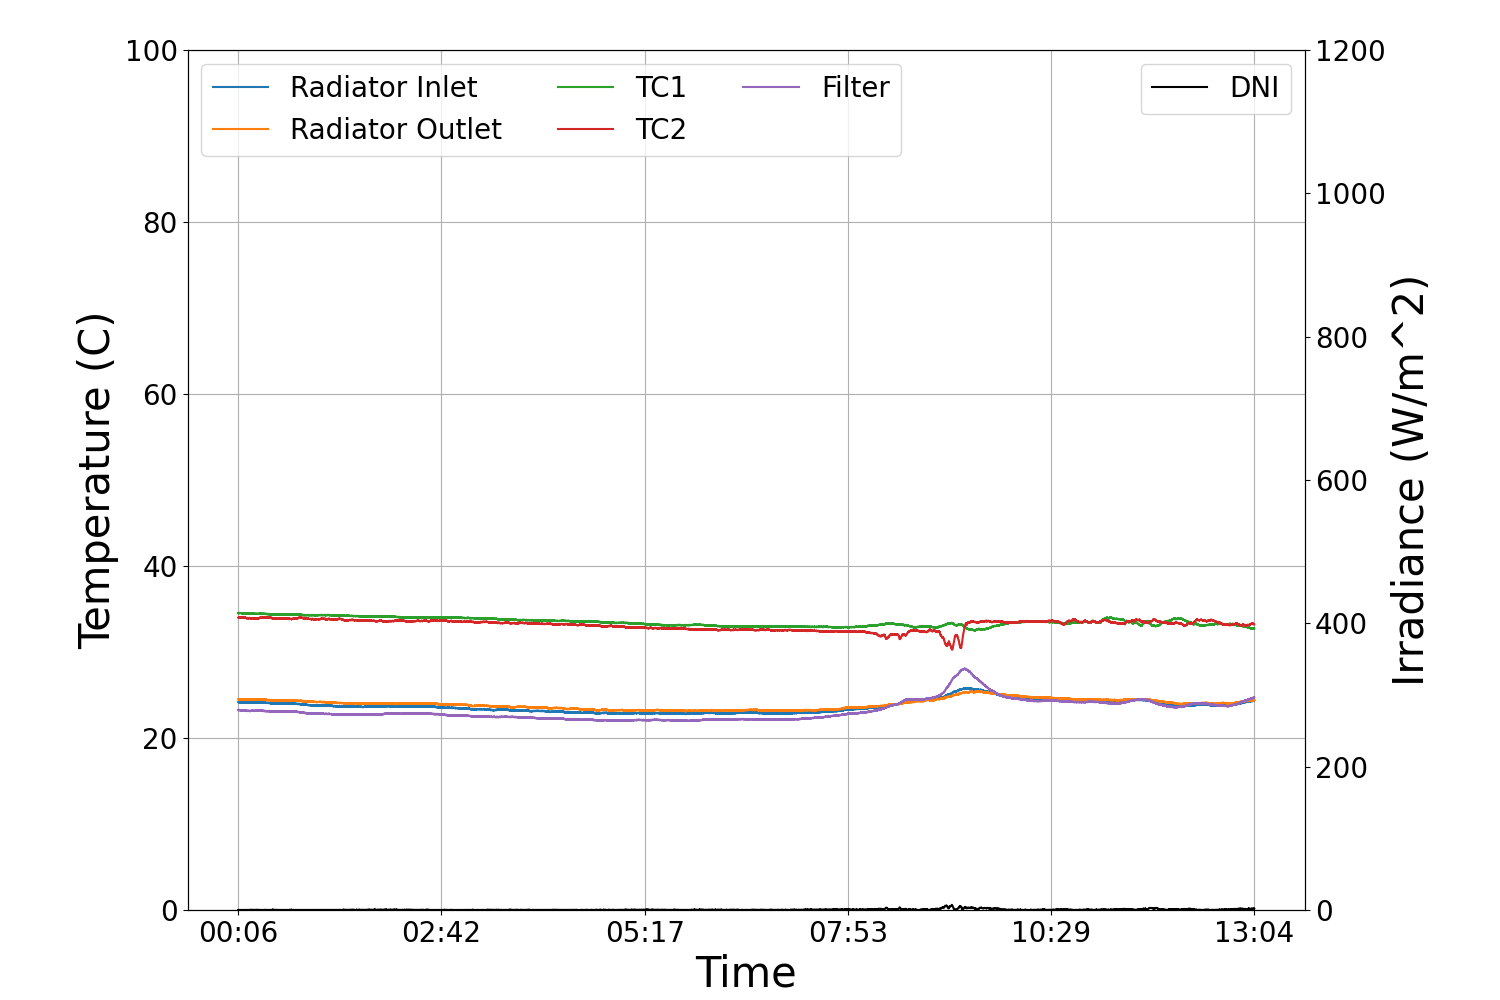 Radiator Inlet
Radiator Outlet
TC1
TC2
Filter
DNI
Temperature (C)
100
80
60
40
20
0
1200
1000
800
600
400
200
0
Irradiance (W/m^2)
00:06 02:42 05:17 07:53 10:29 13:04
Time